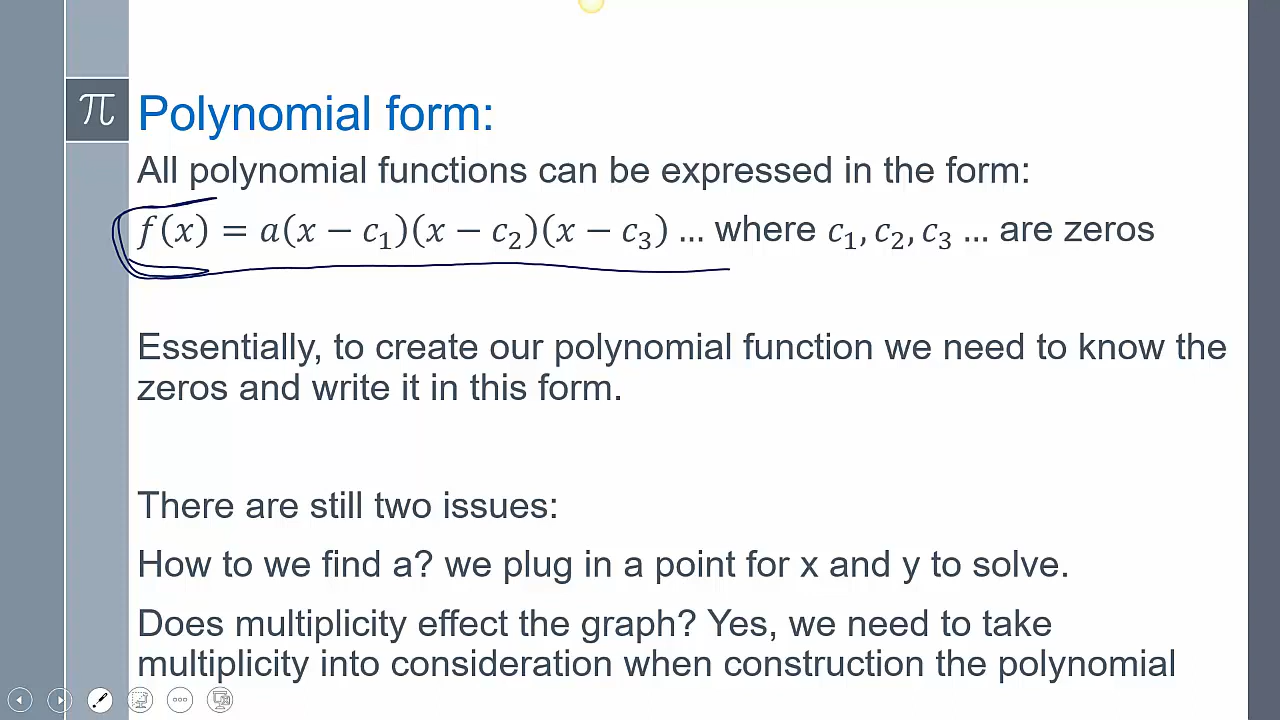 π
Polynomial form:
All polynomial functions can be expressed in the form:
f(x) = a(x − c₁)(x − c₂)(x − c₃) … where c₁, c₂, c₃ … are zeros
Essentially, to create our polynomial function we need to know the
zeros and write it in this form.
There are still two issues:
How to we find a? we plug in a point for x and y to solve.
Does multiplicity effect the graph? Yes, we need to take
multiplicity into consideration when construction the polynomial